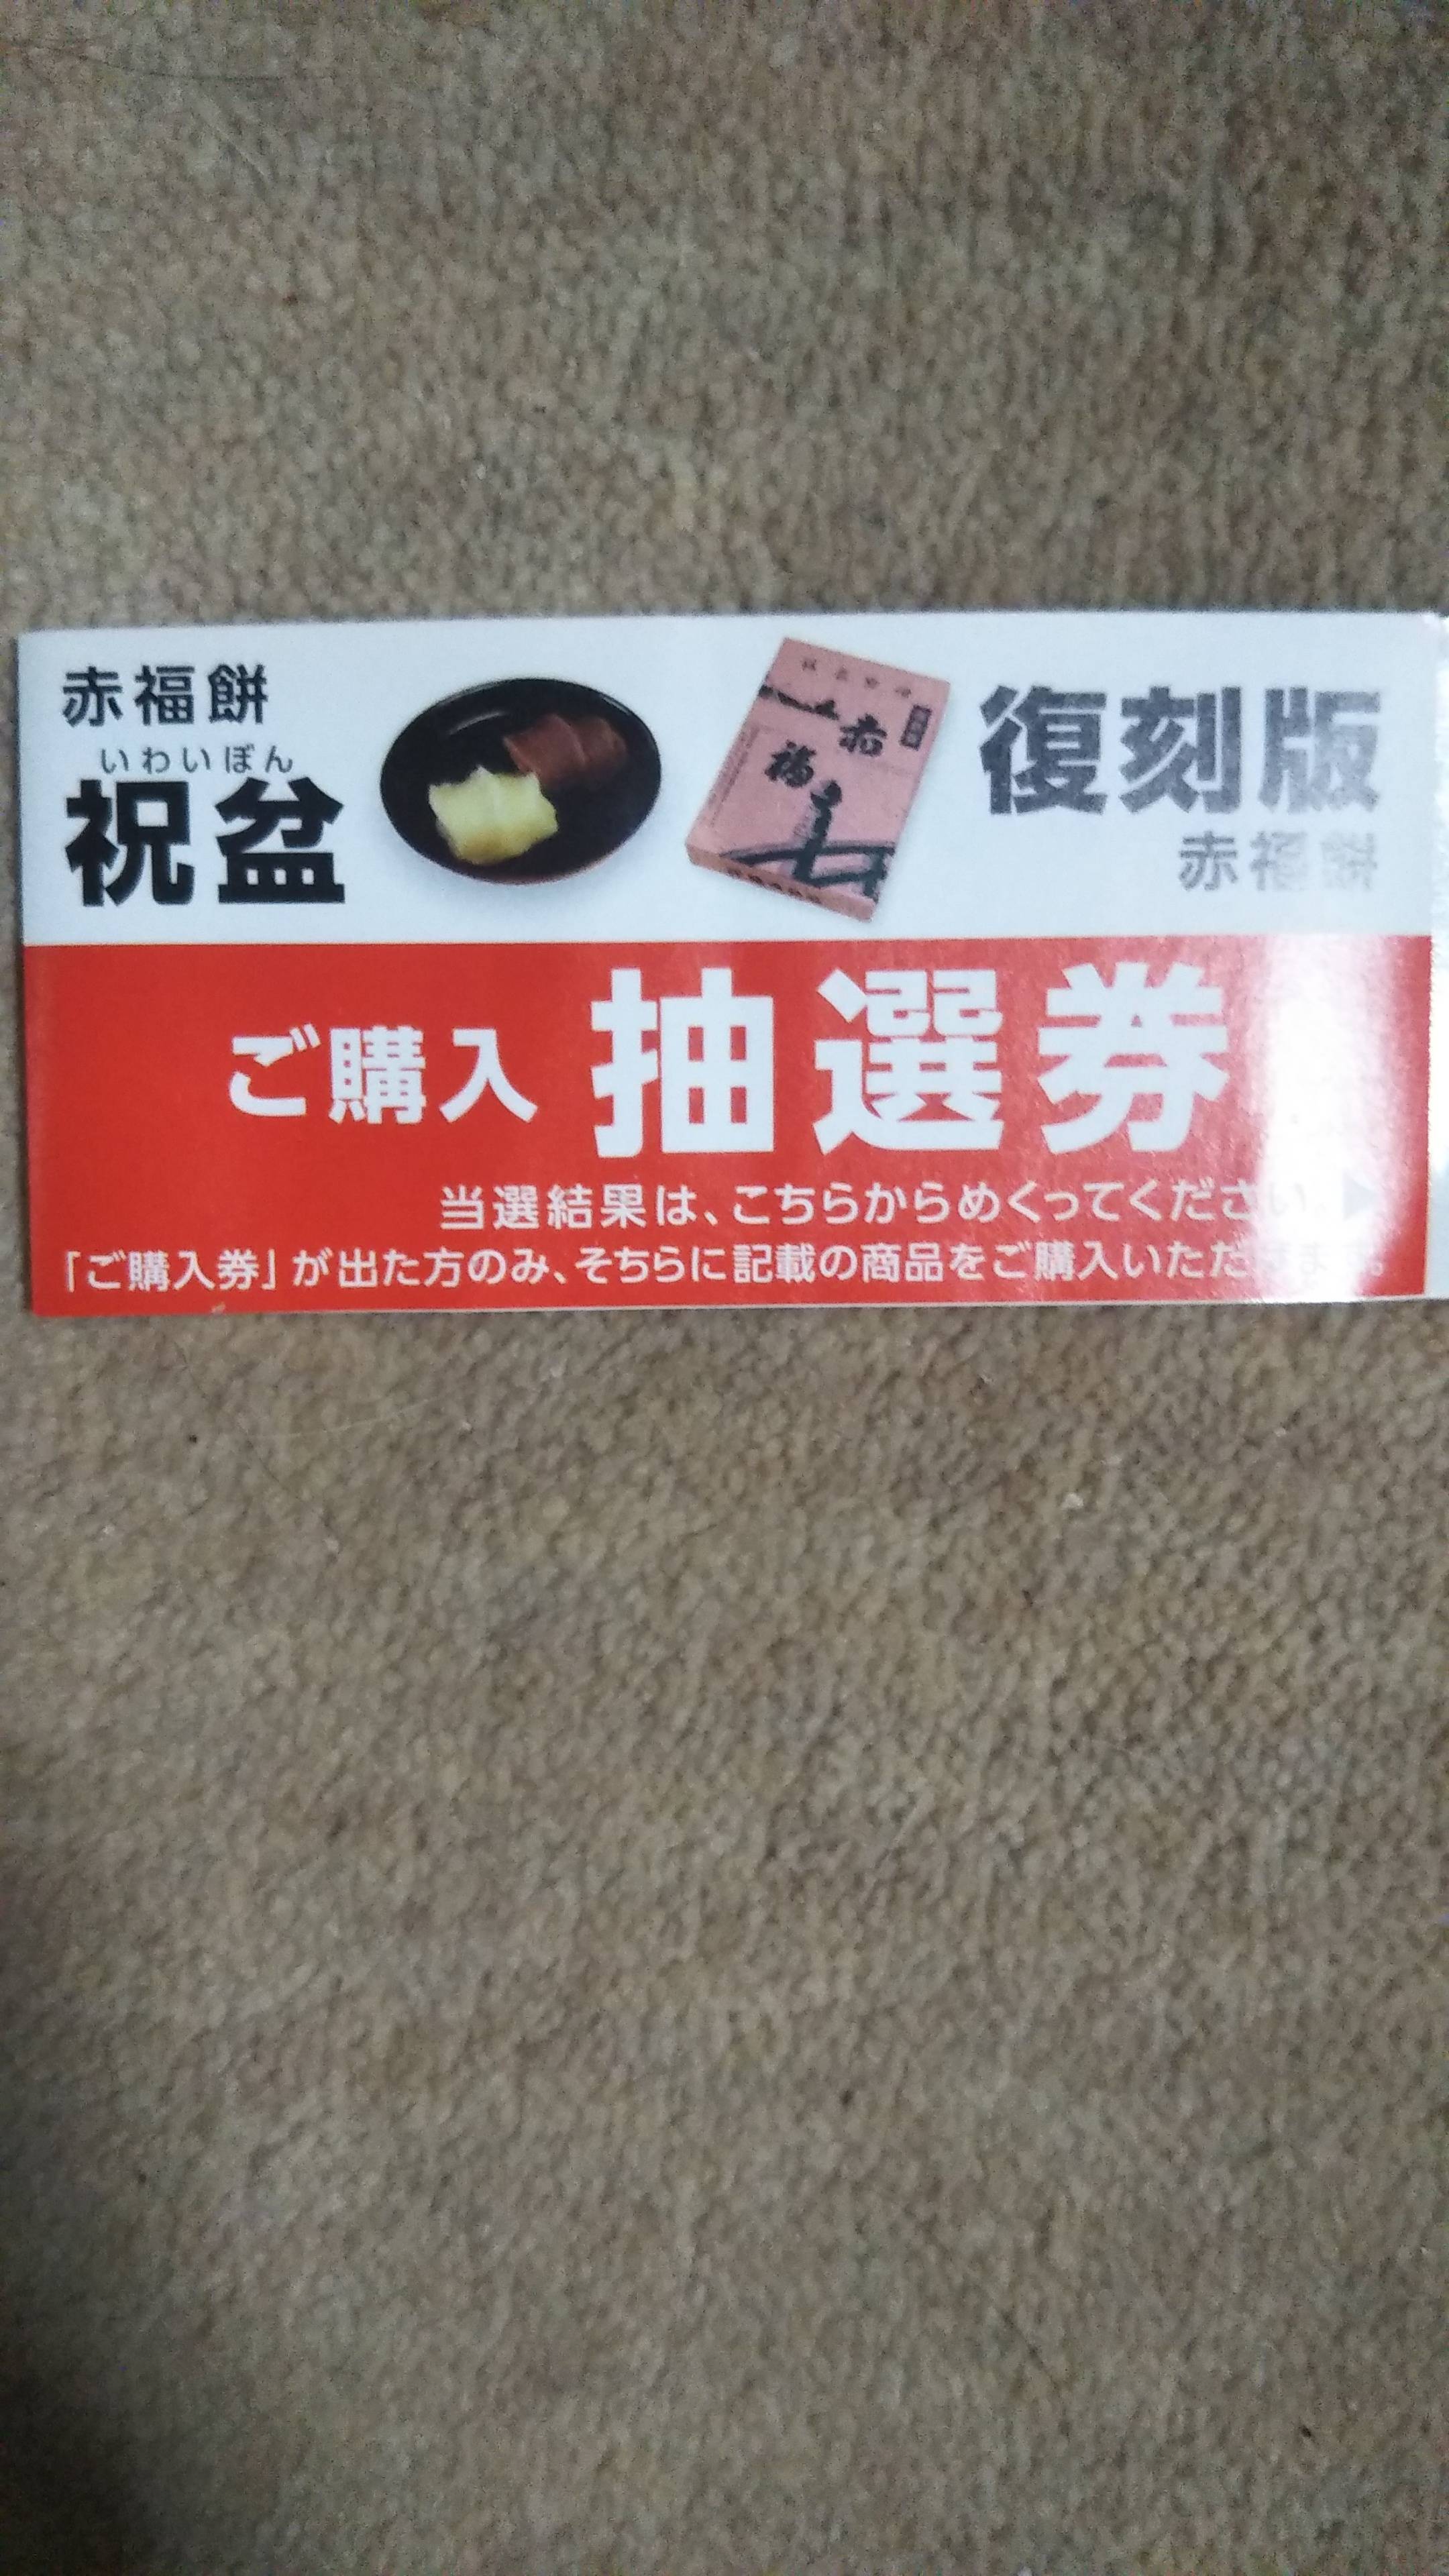 赤福餅
いわいぼん
祝盆
赤福
復刻版
赤福餅
ご購入 抽選券
当選結果は、こちらからめくってください
「ご購入券」が出た方のみ、そちらに記載の商品をご購入いただ